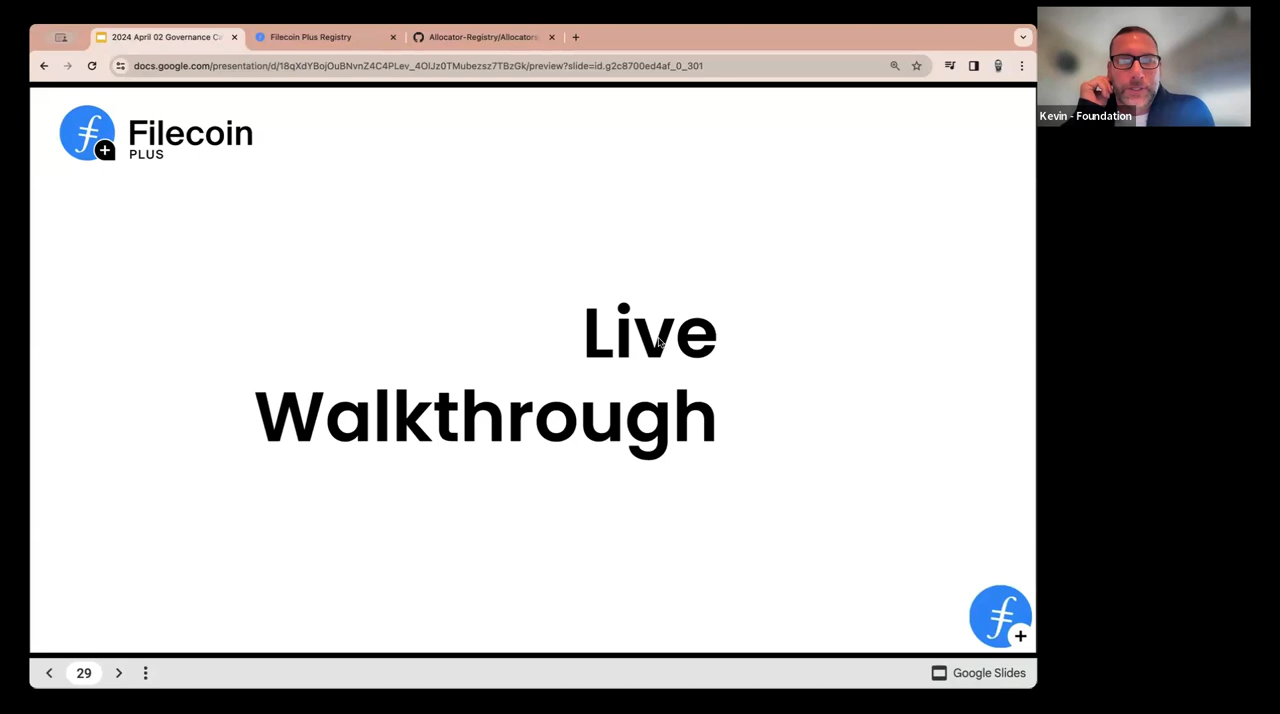 2024 April 02 Governance Ca
Filecoin Plus Registry
Allocator-Registry/Allocators
docs.google.com/presentation/d/18qXdYBojOuBNvnZ4C4PLev_4OlJz0TMubezsz7TBzGk/preview?slide=id.g2c8700ed4af_0_301
Kevin - Foundation
Filecoin
PLUS
Live
Walkthrough
29
Google Slides